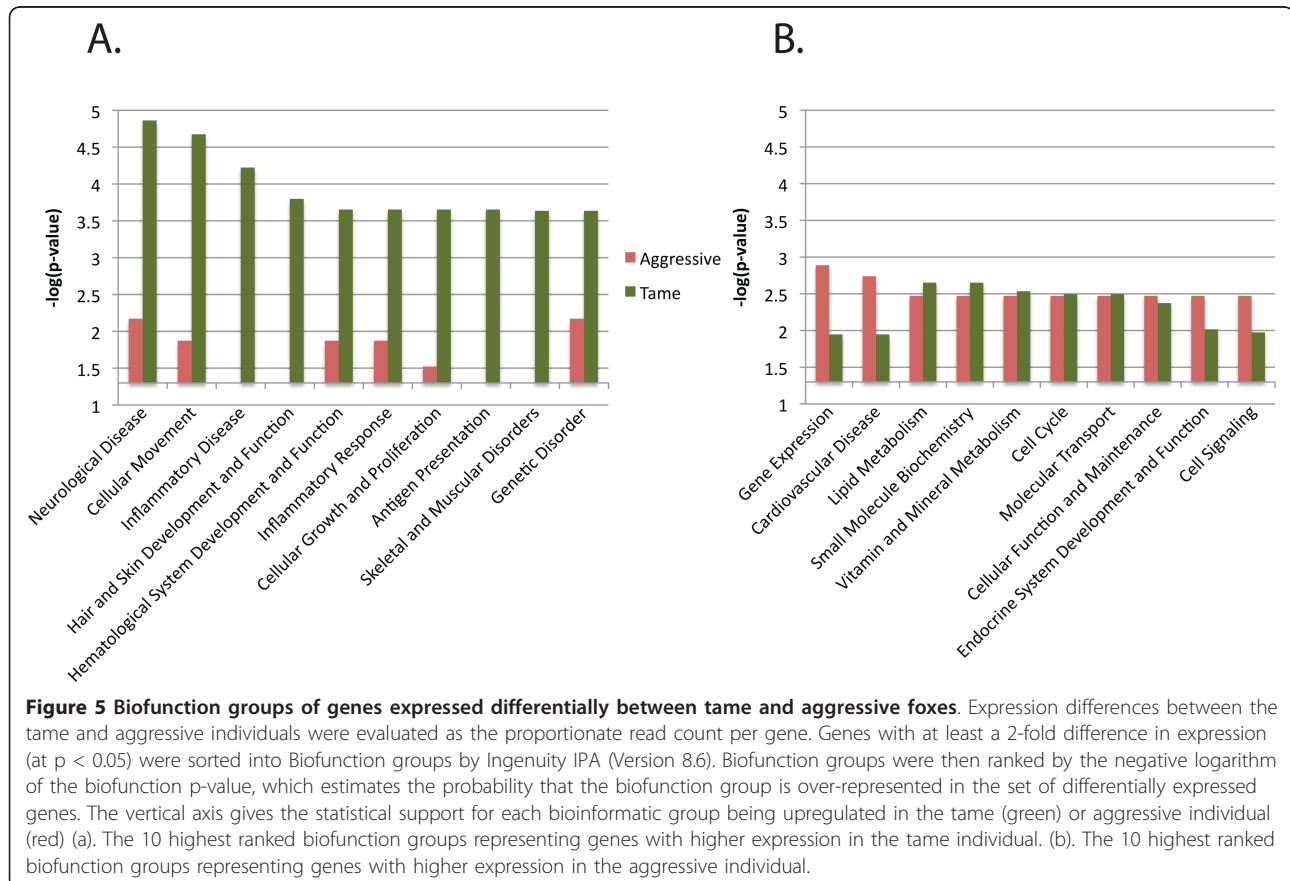 A.
B.
5
4.5
4
3.5
3
2.5
2
1.5
1
-log(p-value)
Neurological Disease
Cellular Movement
Inflammatory Disease
Hair and Skin Development and Function
Hematological System Development and Function
Inflammatory Response
Cellular Growth and Proliferation
Antigen Presentation
Skeletal and Muscular Disorders
Genetic Disorder
Aggressive
Tame
5
4.5
4
3.5
3
2.5
2
1.5
1
-log(p-value)
Gene Expression
Cardiovascular Disease
Lipid Metabolism
Small Molecule Biochemistry
Vitamin and Mineral Metabolism
Cell Cycle
Molecular Transport
Cellular Function and Maintenance
Endocrine System Development and Function
Cell Signaling
Figure 5 Biofunction groups of genes expressed differentially between tame and aggressive foxes. Expression differences between the
tame and aggressive individuals were evaluated as the proportionate read count per gene. Genes with at least a 2-fold difference in expression
(at p < 0.05) were sorted into Biofunction groups by Ingenuity IPA (Version 8.6). Biofunction groups were then ranked by the negative logarithm
of the biofunction p-value, which estimates the probability that the biofunction group is over-represented in the set of differentially expressed
genes. The vertical axis gives the statistical support for each bioinformatic group being upregulated in the tame (green) or aggressive individual
(red) (a). The 10 highest ranked biofunction groups representing genes with higher expression in the tame individual. (b). The 10 highest ranked
biofunction groups representing genes with higher expression in the aggressive individual.